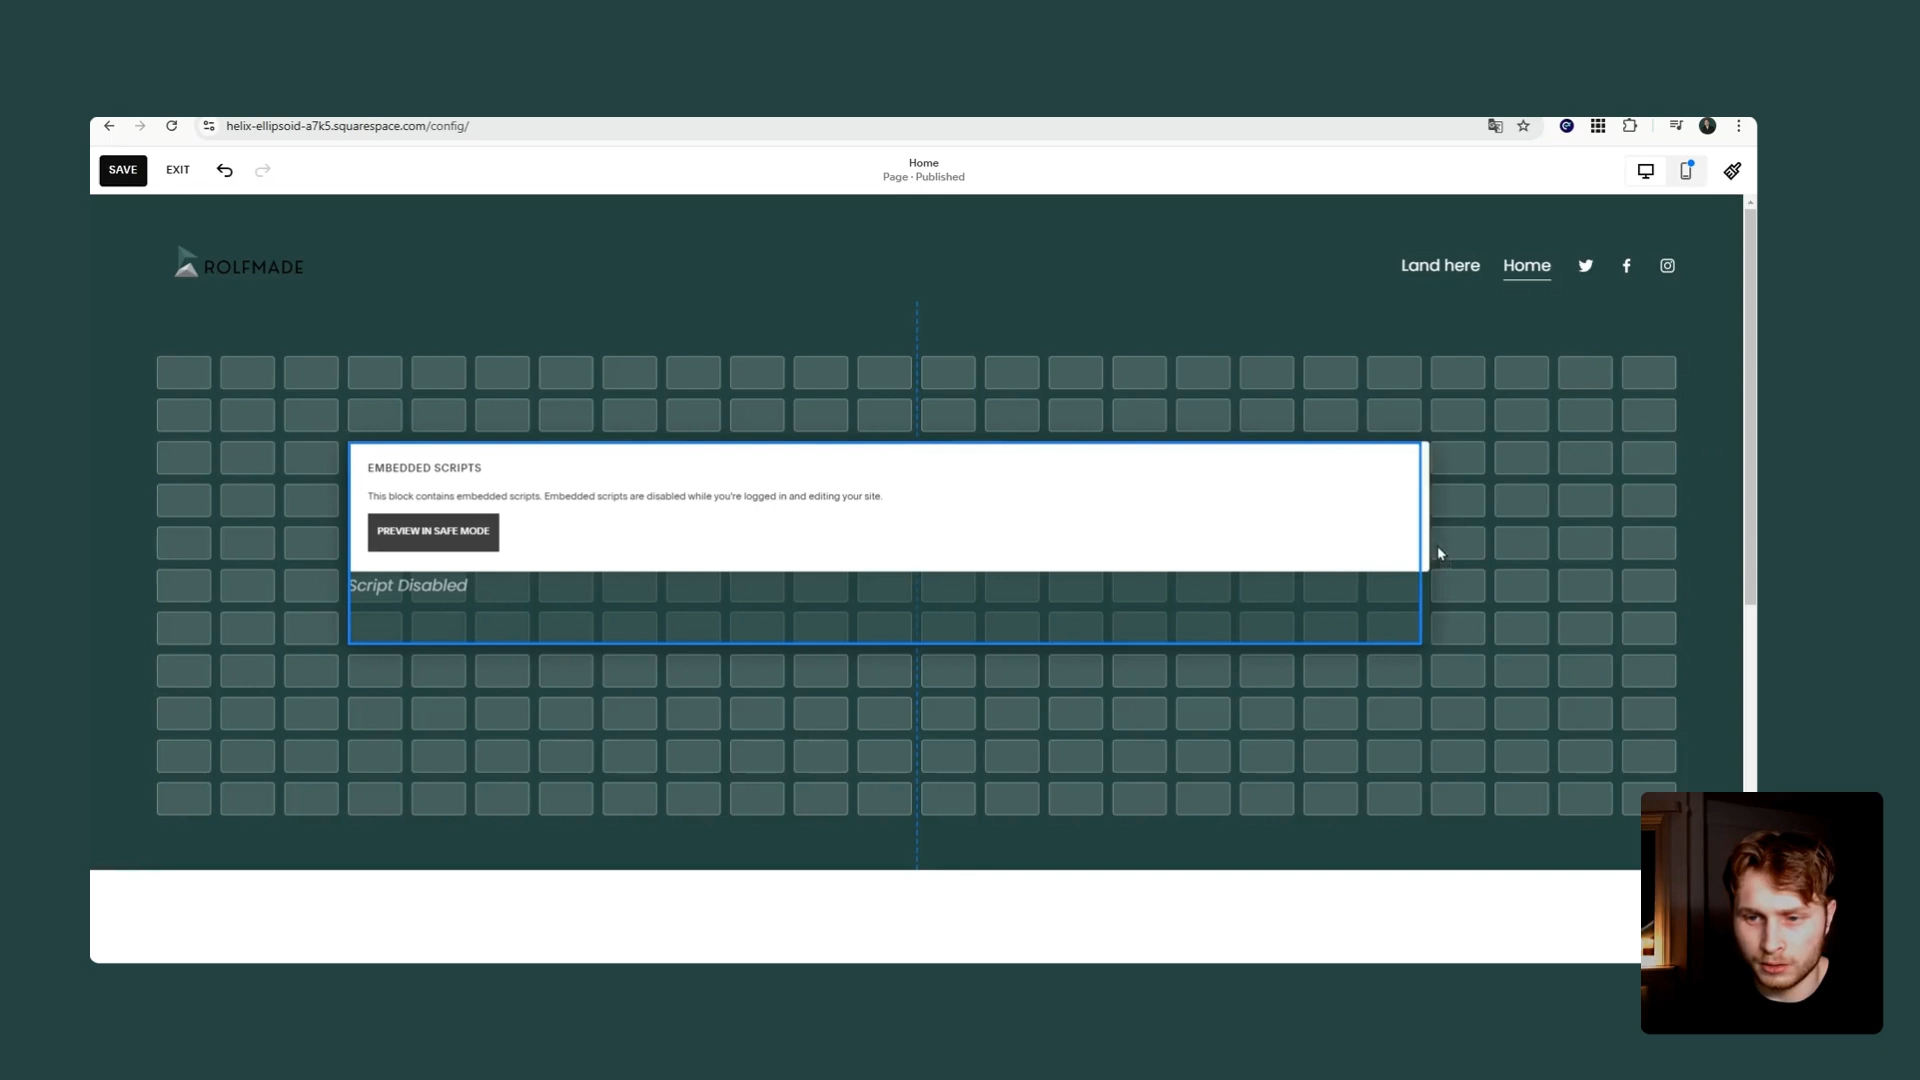 helix-ellipsoid-a7k5.squarespace.com/config/
SAVE
EXIT
Home
Page · Published
ROLFMADE
Land here
Home
EMBEDDED SCRIPTS
This block contains embedded scripts. Embedded scripts are disabled while you're logged in and editing your site.
PREVIEW IN SAFE MODE
Script Disabled